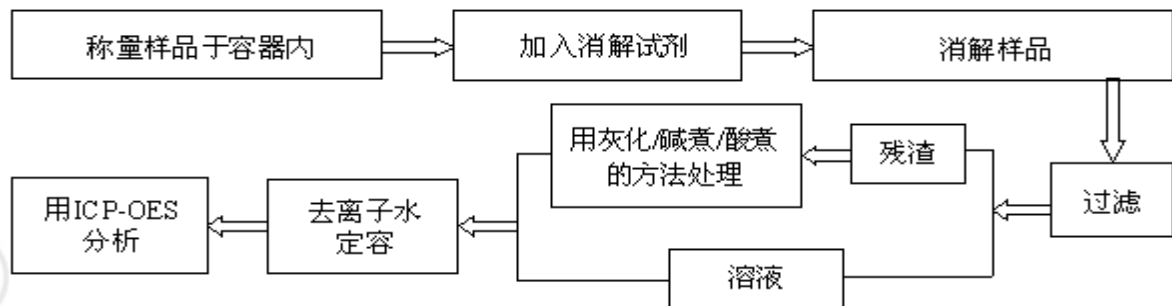 称量样品于容器内
加入消解试剂
消解样品
过滤
残渣
用灰化/碱煮/酸煮
的方法处理
溶液
去离子水
定容
用ICP-OES
分析